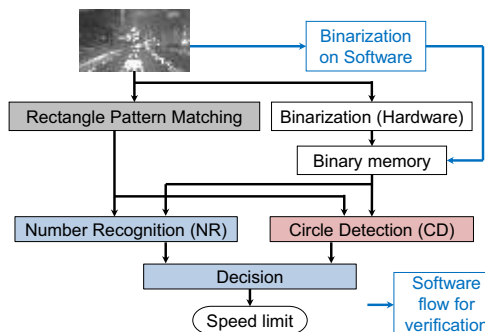 Binarization
on Software
Rectangle Pattern Matching
Binarization (Hardware)
Binary memory
Number Recognition (NR)
Circle Detection (CD)
Decision
Speed limit
Software
flow for
verification